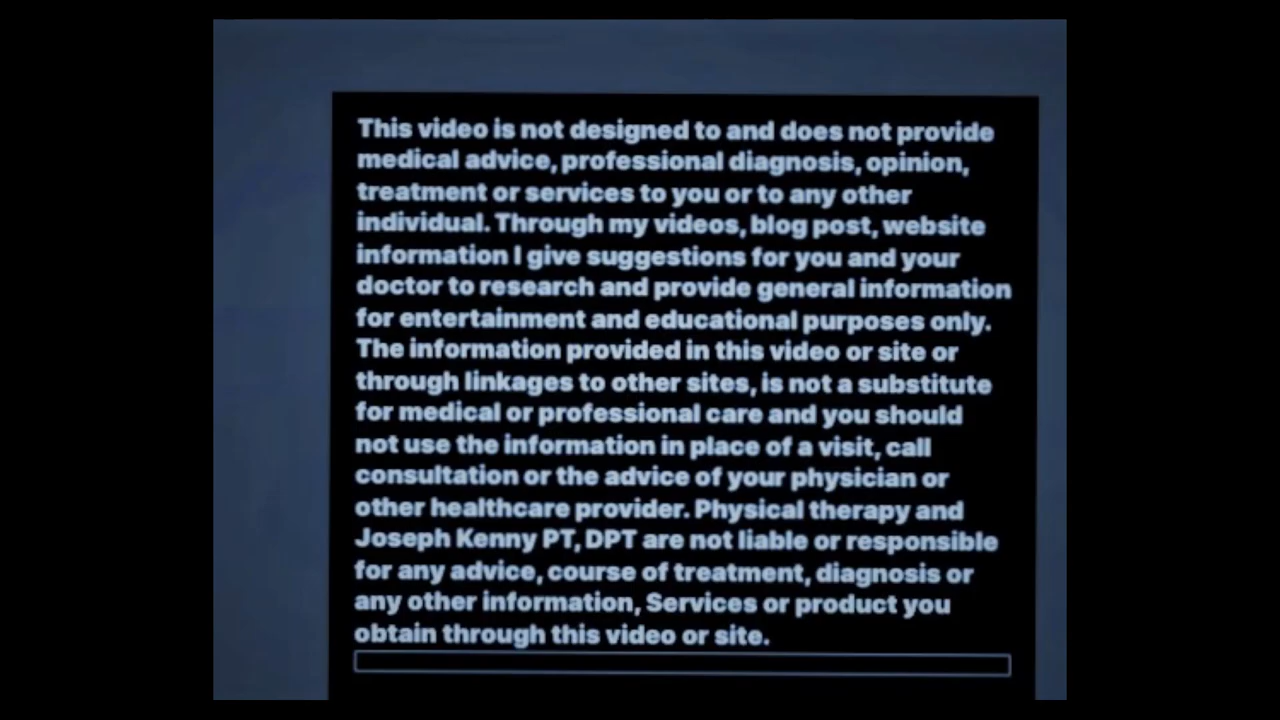 This video is not designed to and does not provide
medical advice, professional diagnosis, opinion,
treatment or services to you or to any other
individual. Through my videos, blog post, website
information I give suggestions for you and your
doctor to research and provide general information
for entertainment and educational purposes only.
The information provided in this video or site or
through linkages to other sites, is not a substitute
for medical or professional care and you should
not use the information in place of a visit, call
consultation or the advice of your physician or
other healthcare provider. Physical therapy and
Joseph Kenny PT, DPT are not liable or responsible
for any advice, course of treatment, diagnosis or
any other information, Services or product you
obtain through this video or site.